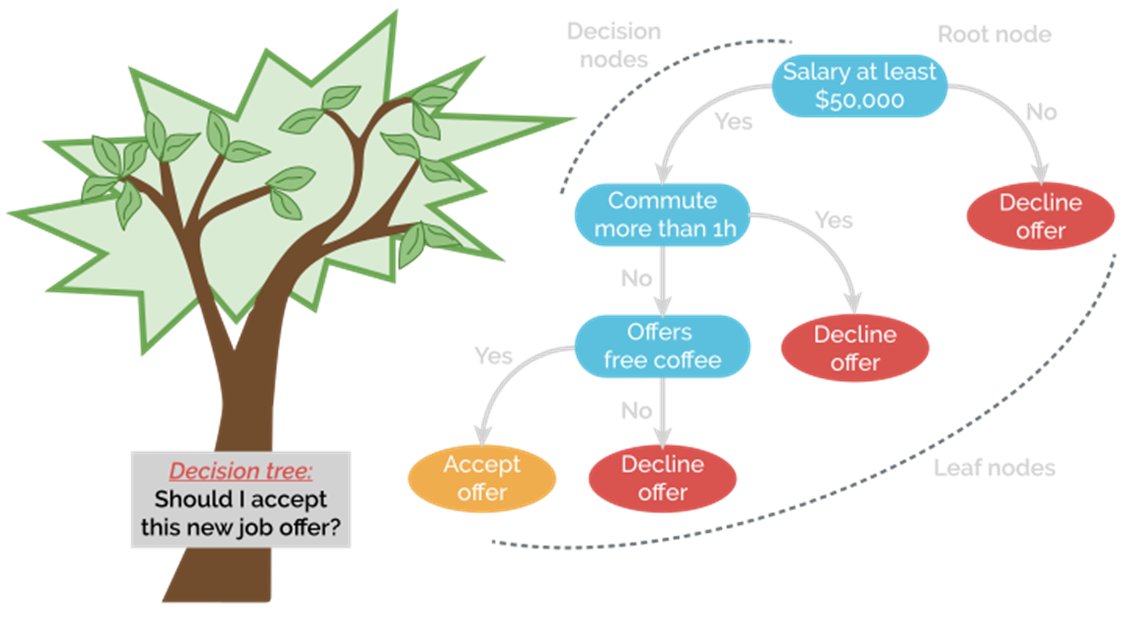 Decision
nodes
Root node
Salary at least
$50,000
Yes
No
Commute
more than 1h
Decline
offer
Yes
No
Offers
free coffee
Decline
offer
Yes
No
Accept
offer
Decline
offer
Leaf nodes
Decision tree:
Should I accept
this new job offer?